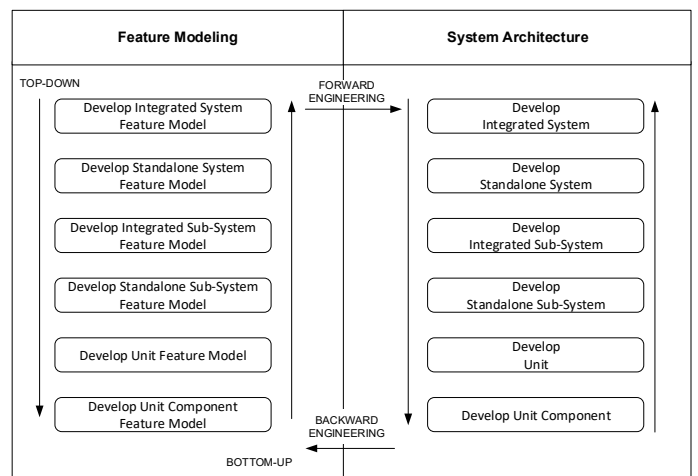 Feature Modeling
System Architecture
TOP-DOWN
FORWARD
ENGINEERING
Develop Integrated System
Feature Model
Develop
Integrated System
Develop Standalone System
Feature Model
Develop
Standalone System
Develop Integrated Sub-System
Feature Model
Develop
Integrated Sub-System
Develop Standalone Sub-System
Feature Model
Develop
Standalone Sub-System
Develop Unit Feature Model
Develop
Unit
Develop Unit Component
Feature Model
Develop Unit Component
BACKWARD
ENGINEERING
BOTTOM-UP